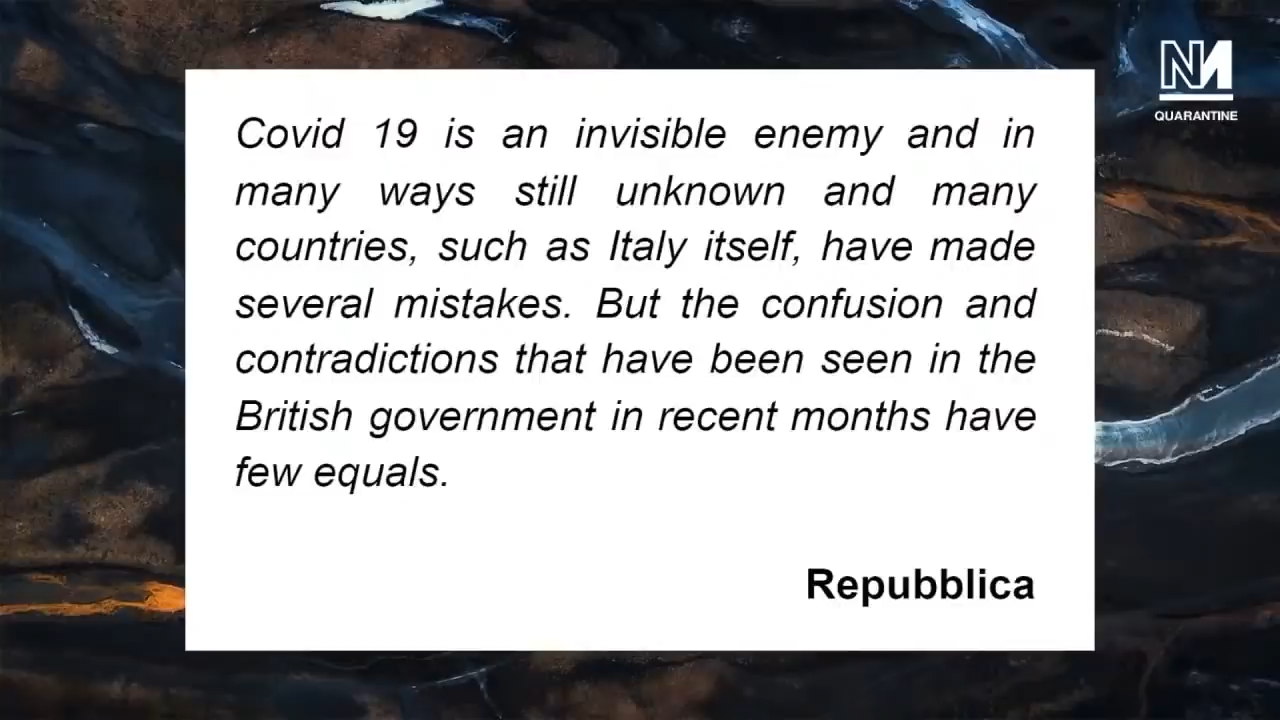 Covid 19 is an invisible enemy and in
many ways still unknown and many
countries, such as Italy itself, have made
several mistakes. But the confusion and
contradictions that have been seen in the
British government in recent months have
few equals.
Repubblica
NM
QUARANTINE